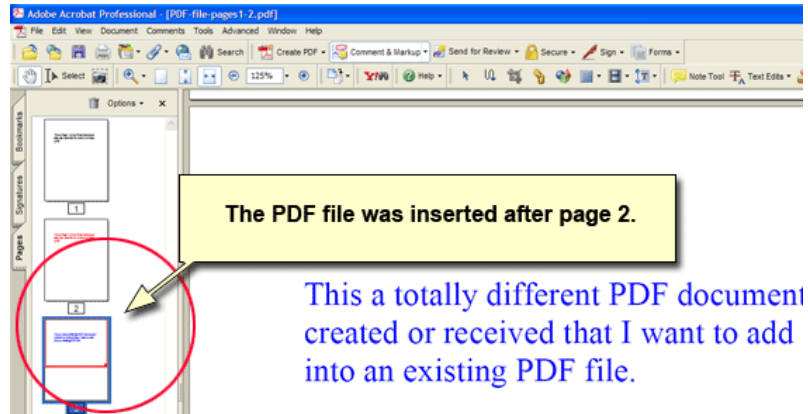 Adobe Acrobat Professional - [PDF-file-pages1-2.pdf]
File Edit View Document Comments Tools Advanced Window Help
Search Create PDF Comment & Markup Send for Review Secure Sign Forms
Select 125% Help Note Tool Text Edits
Options x
Bookmarks
Signatures
Pages
1
2
The PDF file was inserted after page 2.
This a totally different PDF document
created or received that I want to add
into an existing PDF file.